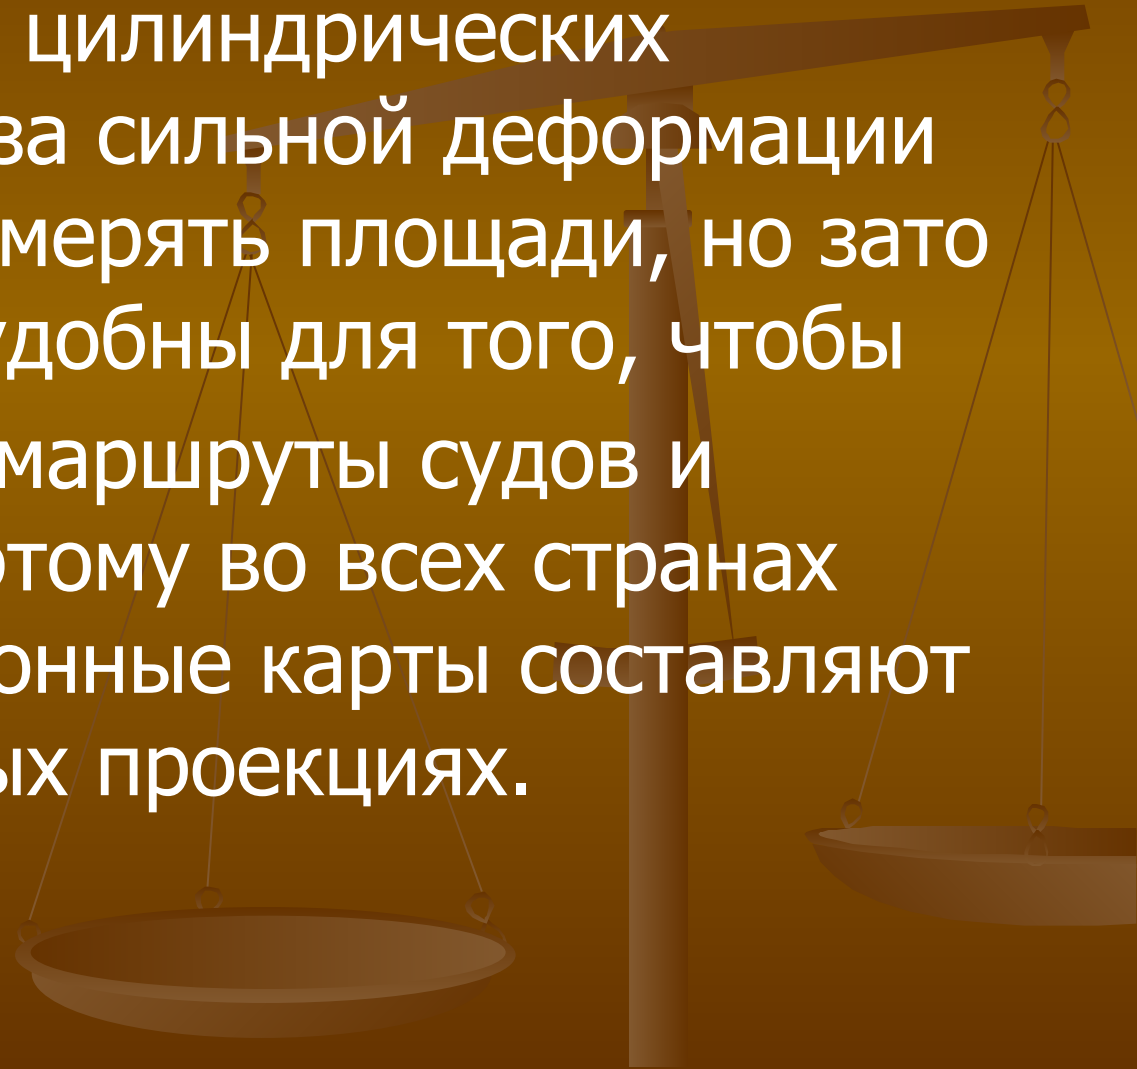 цилиндрических
за сильной деформации
мерять площади, но зато
удобны для того, чтобы
маршруты судов и
этому во всех странах
онные карты составляют
ых проекциях.